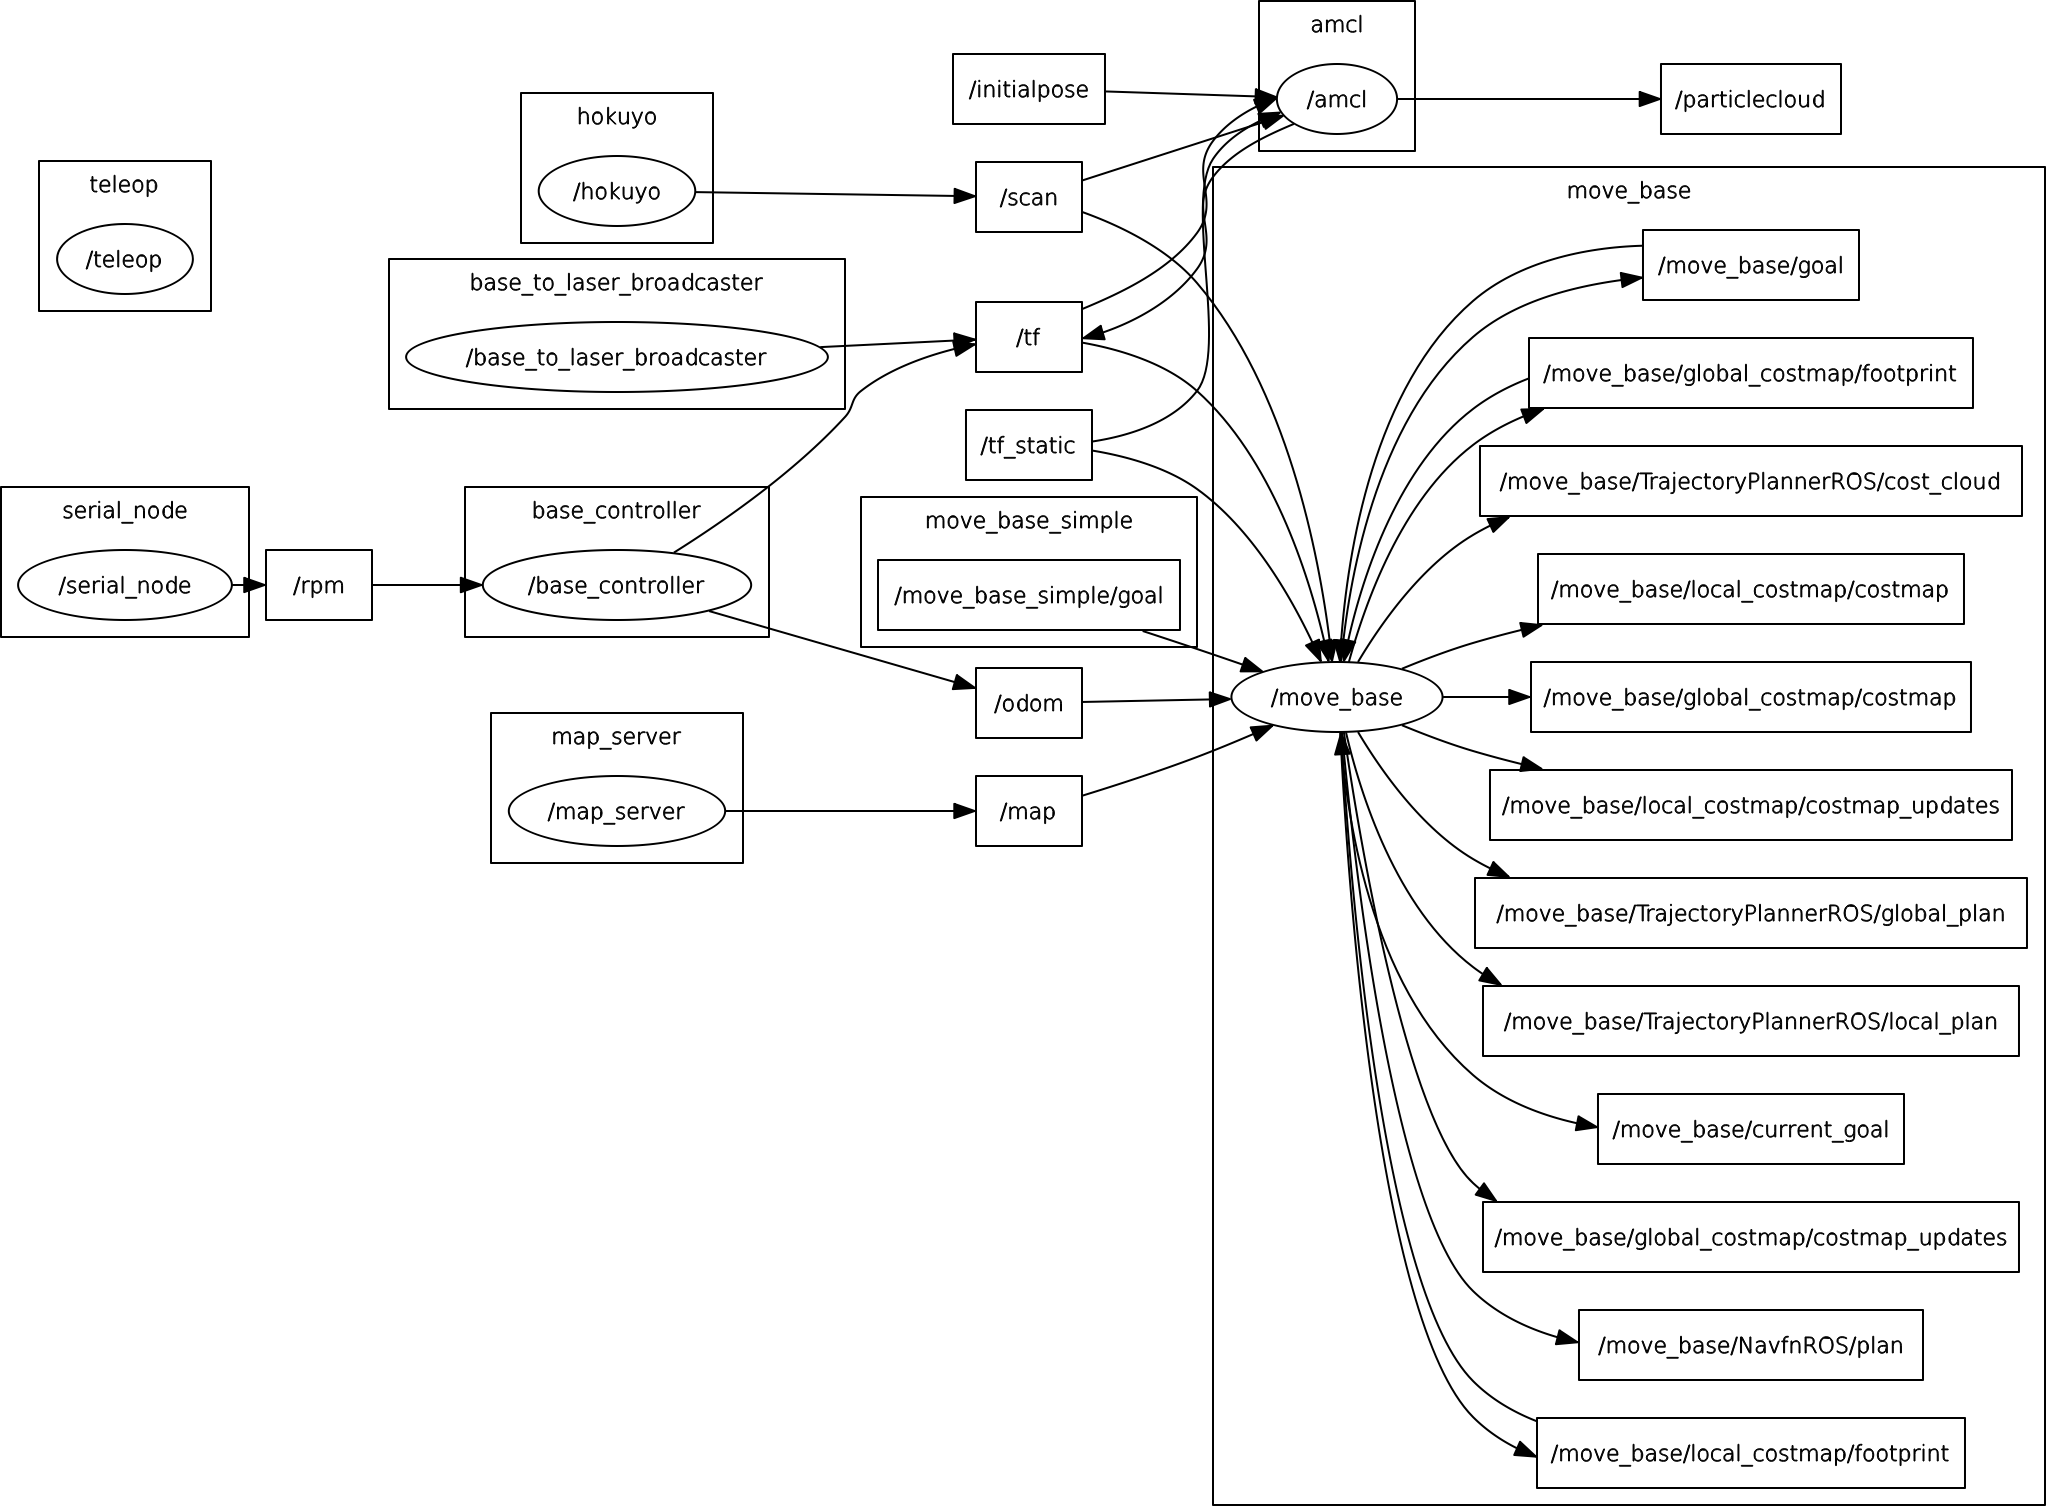 teleop
/teleop
serial_node
/serial_node
/rpm
hokuyo
/hokuyo
base_to_laser_broadcaster
/base_to_laser_broadcaster
base_controller
/base_controller
map_server
/map_server
/initialpose
/scan
/tf
/tf_static
move_base_simple
/move_base_simple/goal
/odom
/map
amcl
/amcl
/particlecloud
move_base
/move_base
/move_base/goal
/move_base/global_costmap/footprint
/move_base/TrajectoryPlannerROS/cost_cloud
/move_base/local_costmap/costmap
/move_base/global_costmap/costmap
/move_base/local_costmap/costmap_updates
/move_base/TrajectoryPlannerROS/global_plan
/move_base/TrajectoryPlannerROS/local_plan
/move_base/current_goal
/move_base/global_costmap/costmap_updates
/move_base/NavfnROS/plan
/move_base/local_costmap/footprint